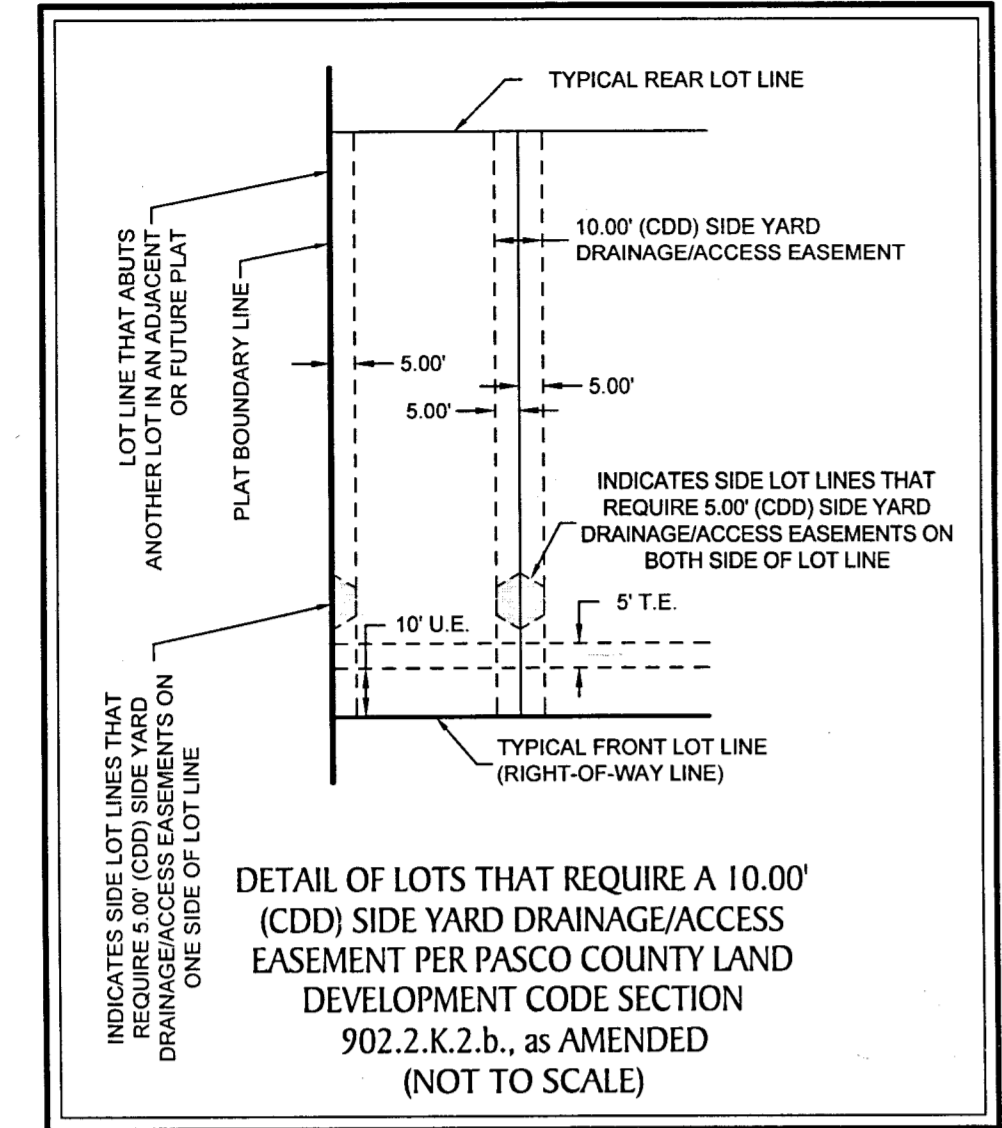 TYPICAL REAR LOT LINE
LOT LINE THAT ABUTS
ANOTHER LOT IN AN ADJACENT
OR FUTURE PLAT
PLAT BOUNDARY LINE
10.00' (CDD) SIDE YARD
DRAINAGE/ACCESS EASEMENT
5.00'
5.00'
5.00'
INDICATES SIDE LOT LINES THAT
REQUIRE 5.00' (CDD) SIDE YARD
DRAINAGE/ACCESS EASEMENTS ON
BOTH SIDE OF LOT LINE
10' U.E.
5' T.E.
INDICATES SIDE LOT LINES THAT
REQUIRE 5.00' (CDD) SIDE YARD
DRAINAGE/ACCESS EASEMENTS ON
ONE SIDE OF LOT LINE
TYPICAL FRONT LOT LINE
(RIGHT-OF-WAY LINE)
DETAIL OF LOTS THAT REQUIRE A 10.00'
(CDD) SIDE YARD DRAINAGE/ACCESS
EASEMENT PER PASCO COUNTY LAND
DEVELOPMENT CODE SECTION
902.2.K.2.b., as AMENDED
(NOT TO SCALE)